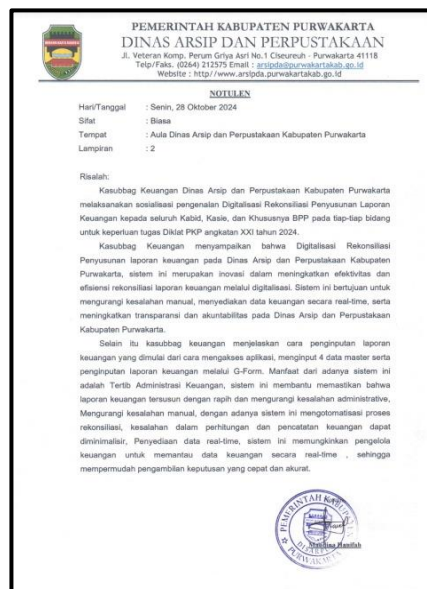 PEMERINTAH KABUPATEN PURWAKARTA
DINAS ARSIP DAN PERPUSTAKAAN
Jl. Veteran Komp. Perum Griya Asri No.1 Ciseureuh - Purwakarta 41118
Telp/Faks. (0264) 212575 Email : arsipda@purwakartakab.go.id
Website : http//www.arsipda.purwakartakab.go.id
NOTULEN
Hari/Tanggal : Senin, 28 Oktober 2024
Sifat : Biasa
Tempat : Aula Dinas Arsip dan Perpustakaan Kabupaten Purwakarta
Lampiran : 2
Risalah:
Kasubbag Keuangan Dinas Arsip dan Perpustakaan Kabupaten Purwakarta
melaksanakan sosialisasi pengenalan Digitalisasi Rekonsiliasi Penyusunan Laporan
Keuangan kepada seluruh Kabid, Kasie, dan Khususnya BPP pada tiap-tiap bidang
untuk keperluan tugas Diklat PKP angkatan XXI tahun 2024.
Kasubbag Keuangan menyampaikan bahwa Digitalisasi Rekonsiliasi
Penyusunan laporan keuangan pada Dinas Arsip dan Perpustakaan Kabupaten
Purwakarta, sistem ini merupakan inovasi dalam meningkatkan efektivitas dan
efisiensi rekonsiliasi laporan keuangan melalui digitalisasi. Sistem ini bertujuan untuk
mengurangi kesalahan manual, menyediakan data keuangan secara real-time, serta
meningkatkan transparansi dan akuntabilitas pada Dinas Arsip dan Perpustakaan
Kabupaten Purwakarta.
Selain itu kasubbag keuangan menjelaskan cara penginputan laporan
keuangan yang dimulai dari cara mengakses aplikasi, menginput 4 data master serta
penginputan laporan keuangan melalui G-Form. Manfaat dari adanya sistem ini
adalah Tertib Administrasi Keuangan, sistem ini membantu memastikan bahwa
laporan keuangan tersusun dengan rapih dan mengurangi kesalahan administrative,
Mengurangi kesalahan manual, dengan adanya sistem ini mengotomatisasi proses
rekonsiliasi, kesalahan dalam perhitungan dan pencatatan keuangan dapat
diminimalisir, Penyediaan data real-time, sistem ini memungkinkan pengelola
keuangan untuk memantau data keuangan secara real-time , sehingga
mempermudah pengambilan keputusan yang cepat dan akurat.
PEMERINTAH KABUPATEN
PURWAKARTA
Hanifah